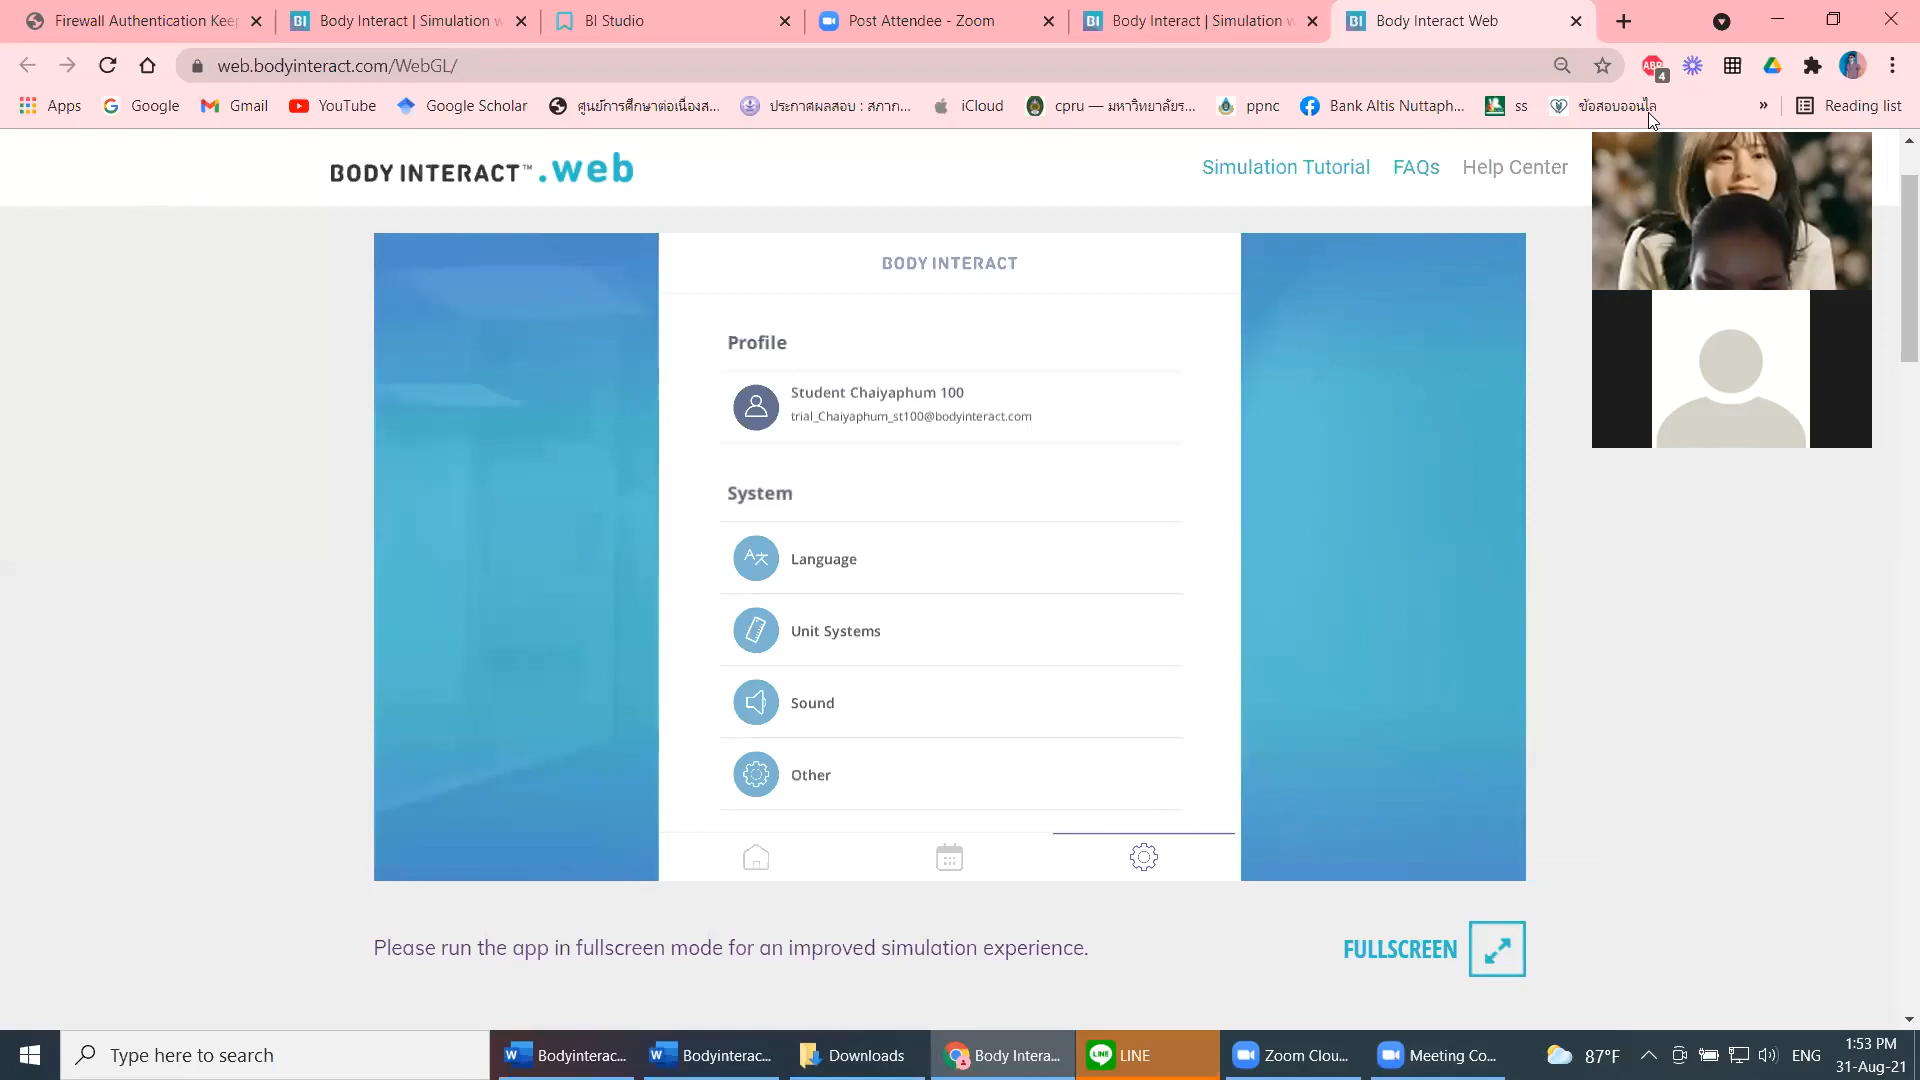 Firewall Authentication Kee
Body Interact | Simulation w
BI Studio
Post Attendee - Zoom
Body Interact | Simulation w
Body Interact Web
web.bodyinteract.com/WebGL/
ABP
4
Apps
Google
Gmail
YouTube
Google Scholar
ศูนย์การศึกษาต่อเนื่องส...
ประกาศผลสอบ : สภาก...
iCloud
cpru — มหาวิทยาลัยร...
ppnc
Bank Altis Nuttaph...
ss
ข้อสอบออนไล
»
Reading list
BODY INTERACT™.web
Simulation Tutorial
FAQs
Help Center
BODY INTERACT
Profile
Student Chaiyaphum 100
trial_Chaiyaphum_st100@bodyinteract.com
System
Language
Unit Systems
Sound
Other
Please run the app in fullscreen mode for an improved simulation experience.
FULLSCREEN
Type here to search
Bodyinterac...
Bodyinterac...
Downloads
Body Intera...
LINE
Zoom Clou...
Meeting Co...
87°F
ENG
1:53 PM
31-Aug-21